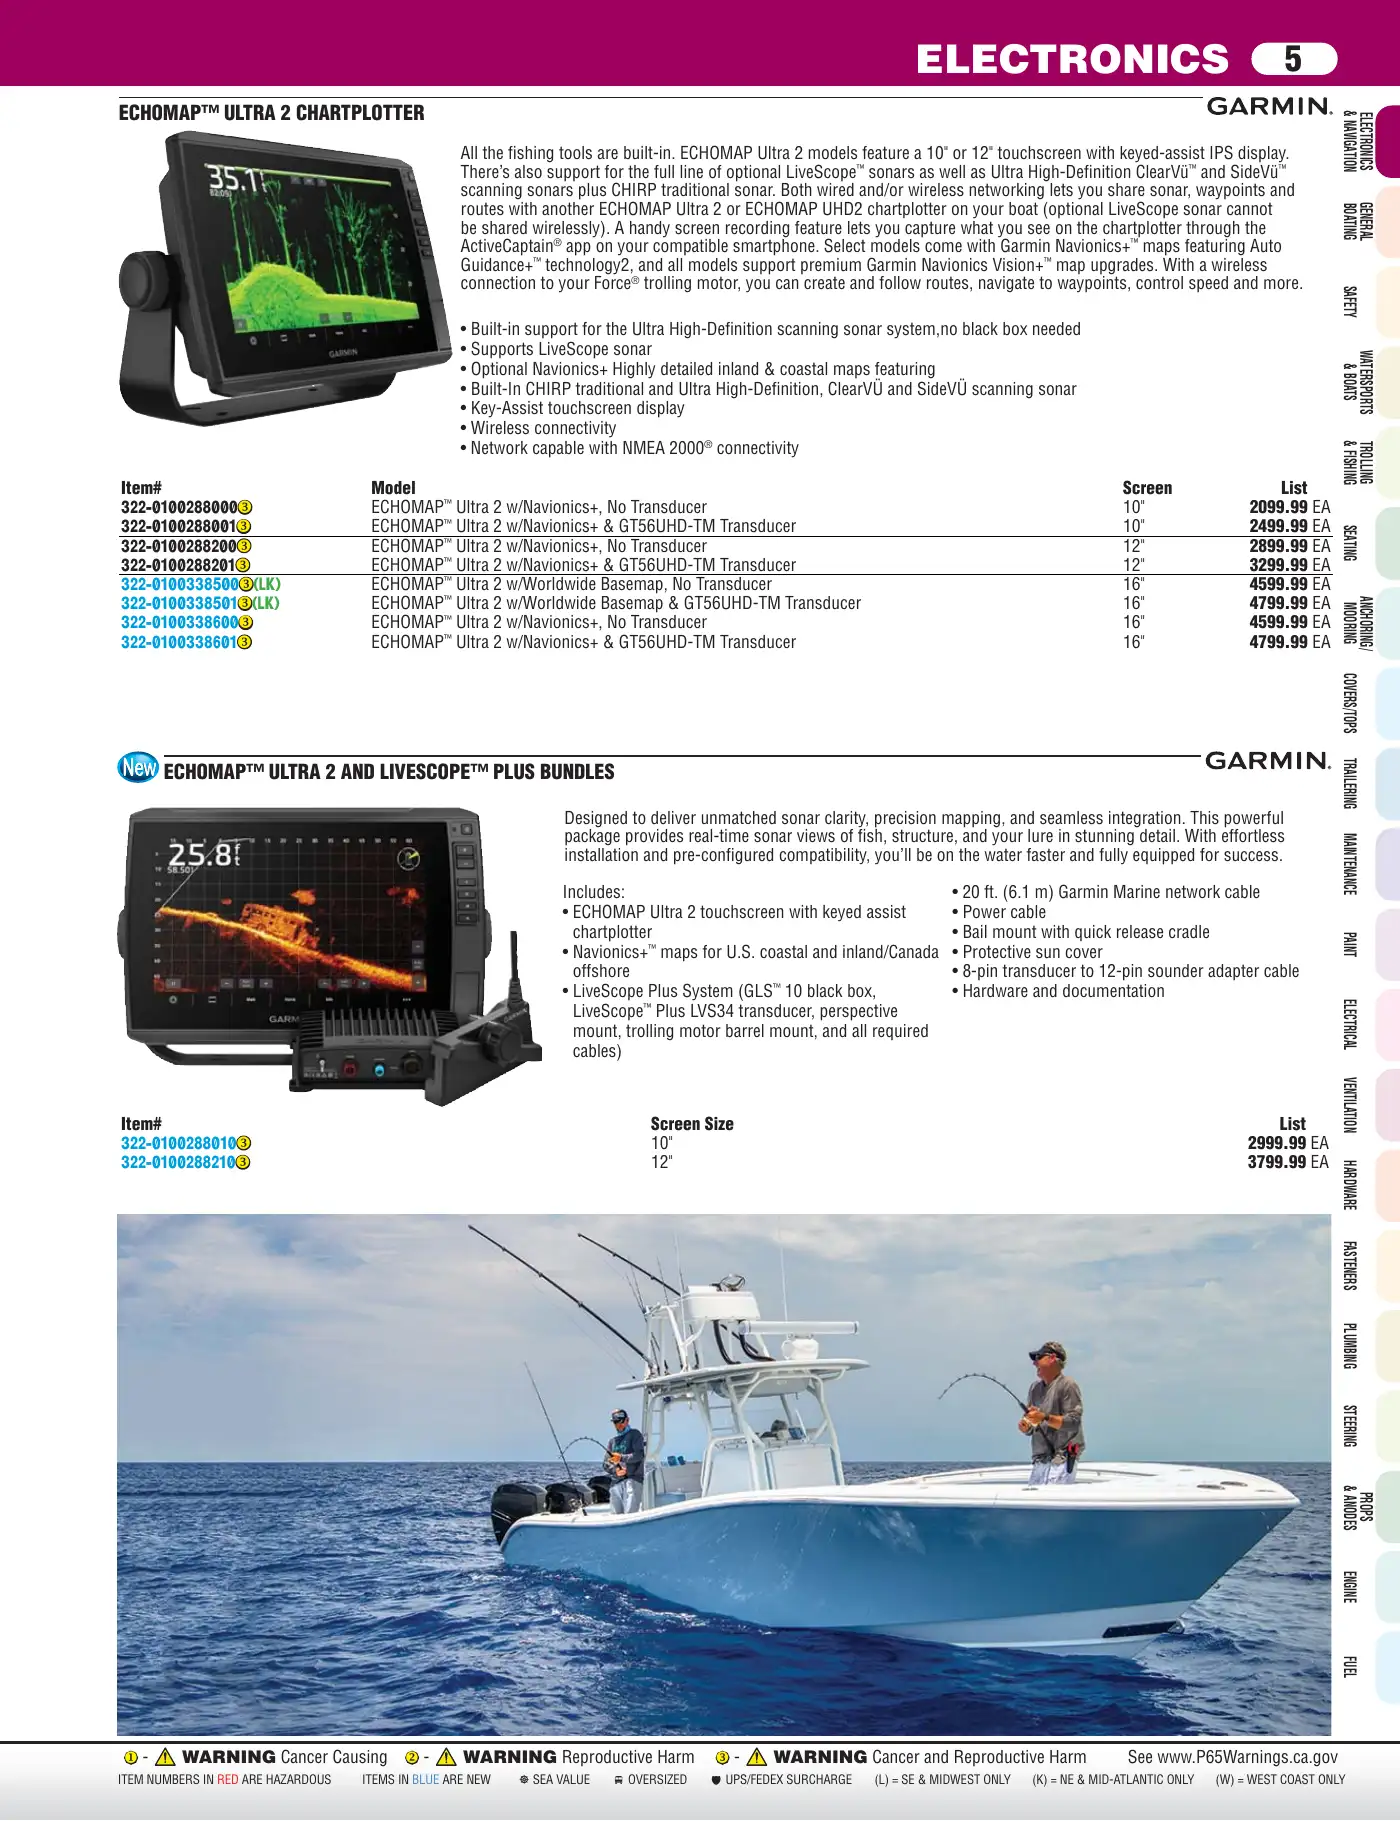 ELECTRONICS 5
ECHOMAP™ ULTRA 2 CHARTPLOTTER
GARMIN.
35.1
GARMIN
All the fishing tools are built-in. ECHOMAP Ultra 2 models feature a 10" or 12" touchscreen with keyed-assist IPS display.
There's also support for the full line of optional LiveScope™ sonars as well as Ultra High-Definition ClearVü™ and SideVü™
scanning sonars plus CHIRP traditional sonar. Both wired and/or wireless networking lets you share sonar, waypoints and
routes with another ECHOMAP Ultra 2 or ECHOMAP UHD2 chartplotter on your boat (optional LiveScope sonar cannot
be shared wirelessly). A handy screen recording feature lets you capture what you see on the chartplotter through the
ActiveCaptain® app on your compatible smartphone. Select models come with Garmin Navionics+™ maps featuring Auto
Guidance+™ technology2, and all models support premium Garmin Navionics Vision+™ map upgrades. With a wireless
connection to your Force® trolling motor, you can create and follow routes, navigate to waypoints, control speed and more.
• Built-in support for the Ultra High-Definition scanning sonar system,no black box needed
• Supports LiveScope sonar
• Optional Navionics+ Highly detailed inland & coastal maps featuring
• Built-In CHIRP traditional and Ultra High-Definition, ClearVÜ and SideVÜ scanning sonar
• Key-Assist touchscreen display
• Wireless connectivity
• Network capable with NMEA 2000® connectivity
Item# Model Screen List
322-0100288000③ ECHOMAP™ Ultra 2 w/Navionics+, No Transducer 10" 2099.99 EA
322-0100288001③ ECHOMAP™ Ultra 2 w/Navionics+ & GT56UHD-TM Transducer 10" 2499.99 EA
322-0100288200③ ECHOMAP™ Ultra 2 w/Navionics+, No Transducer 12" 2899.99 EA
322-0100288201③ ECHOMAP™ Ultra 2 w/Navionics+ & GT56UHD-TM Transducer 12" 3299.99 EA
322-0100338500③(LK) ECHOMAP™ Ultra 2 w/Worldwide Basemap, No Transducer 16" 4599.99 EA
322-0100338501③(LK) ECHOMAP™ Ultra 2 w/Worldwide Basemap & GT56UHD-TM Transducer 16" 4799.99 EA
322-0100338600③ ECHOMAP™ Ultra 2 w/Navionics+, No Transducer 16" 4599.99 EA
322-0100338601③ ECHOMAP™ Ultra 2 w/Navionics+ & GT56UHD-TM Transducer 16" 4799.99 EA
New ECHOMAP™ ULTRA 2 AND LIVESCOPE™ PLUS BUNDLES
GARMIN.
25.8 ft
58.50
GARM
GARMIN
Designed to deliver unmatched sonar clarity, precision mapping, and seamless integration. This powerful
package provides real-time sonar views of fish, structure, and your lure in stunning detail. With effortless
installation and pre-configured compatibility, you'll be on the water faster and fully equipped for success.
Includes:
• ECHOMAP Ultra 2 touchscreen with keyed assist
chartplotter
• Navionics+™ maps for U.S. coastal and inland/Canada
offshore
• LiveScope Plus System (GLS™ 10 black box,
LiveScope™ Plus LVS34 transducer, perspective
mount, trolling motor barrel mount, and all required
cables)
• 20 ft. (6.1 m) Garmin Marine network cable
• Power cable
• Bail mount with quick release cradle
• Protective sun cover
• 8-pin transducer to 12-pin sounder adapter cable
• Hardware and documentation
Item# Screen Size List
322-0100288010③ 10" 2999.99 EA
322-0100288210③ 12" 3799.99 EA
ELECTRONICS
& NAVIGATION
GENERAL
BOATING
SAFETY
WATERSPORTS
& BOATS
TROLLING
& FISHING
SEATING
ANCHORING/
MOORING
COVERS/TOPS
TRAILERING
MAINTENANCE
PAINT
ELECTRICAL
VENTILATION
HARDWARE
FASTENERS
PLUMBING
STEERING
PROPS
& ANODES
ENGINE
FUEL
① - ⚠ WARNING Cancer Causing ② - ⚠ WARNING Reproductive Harm ③ - ⚠ WARNING Cancer and Reproductive Harm See www.P65Warnings.ca.gov
ITEM NUMBERS IN RED ARE HAZARDOUS ITEMS IN BLUE ARE NEW SEA VALUE OVERSIZED UPS/FEDEX SURCHARGE (L) = SE & MIDWEST ONLY (K) = NE & MID-ATLANTIC ONLY (W) = WEST COAST ONLY